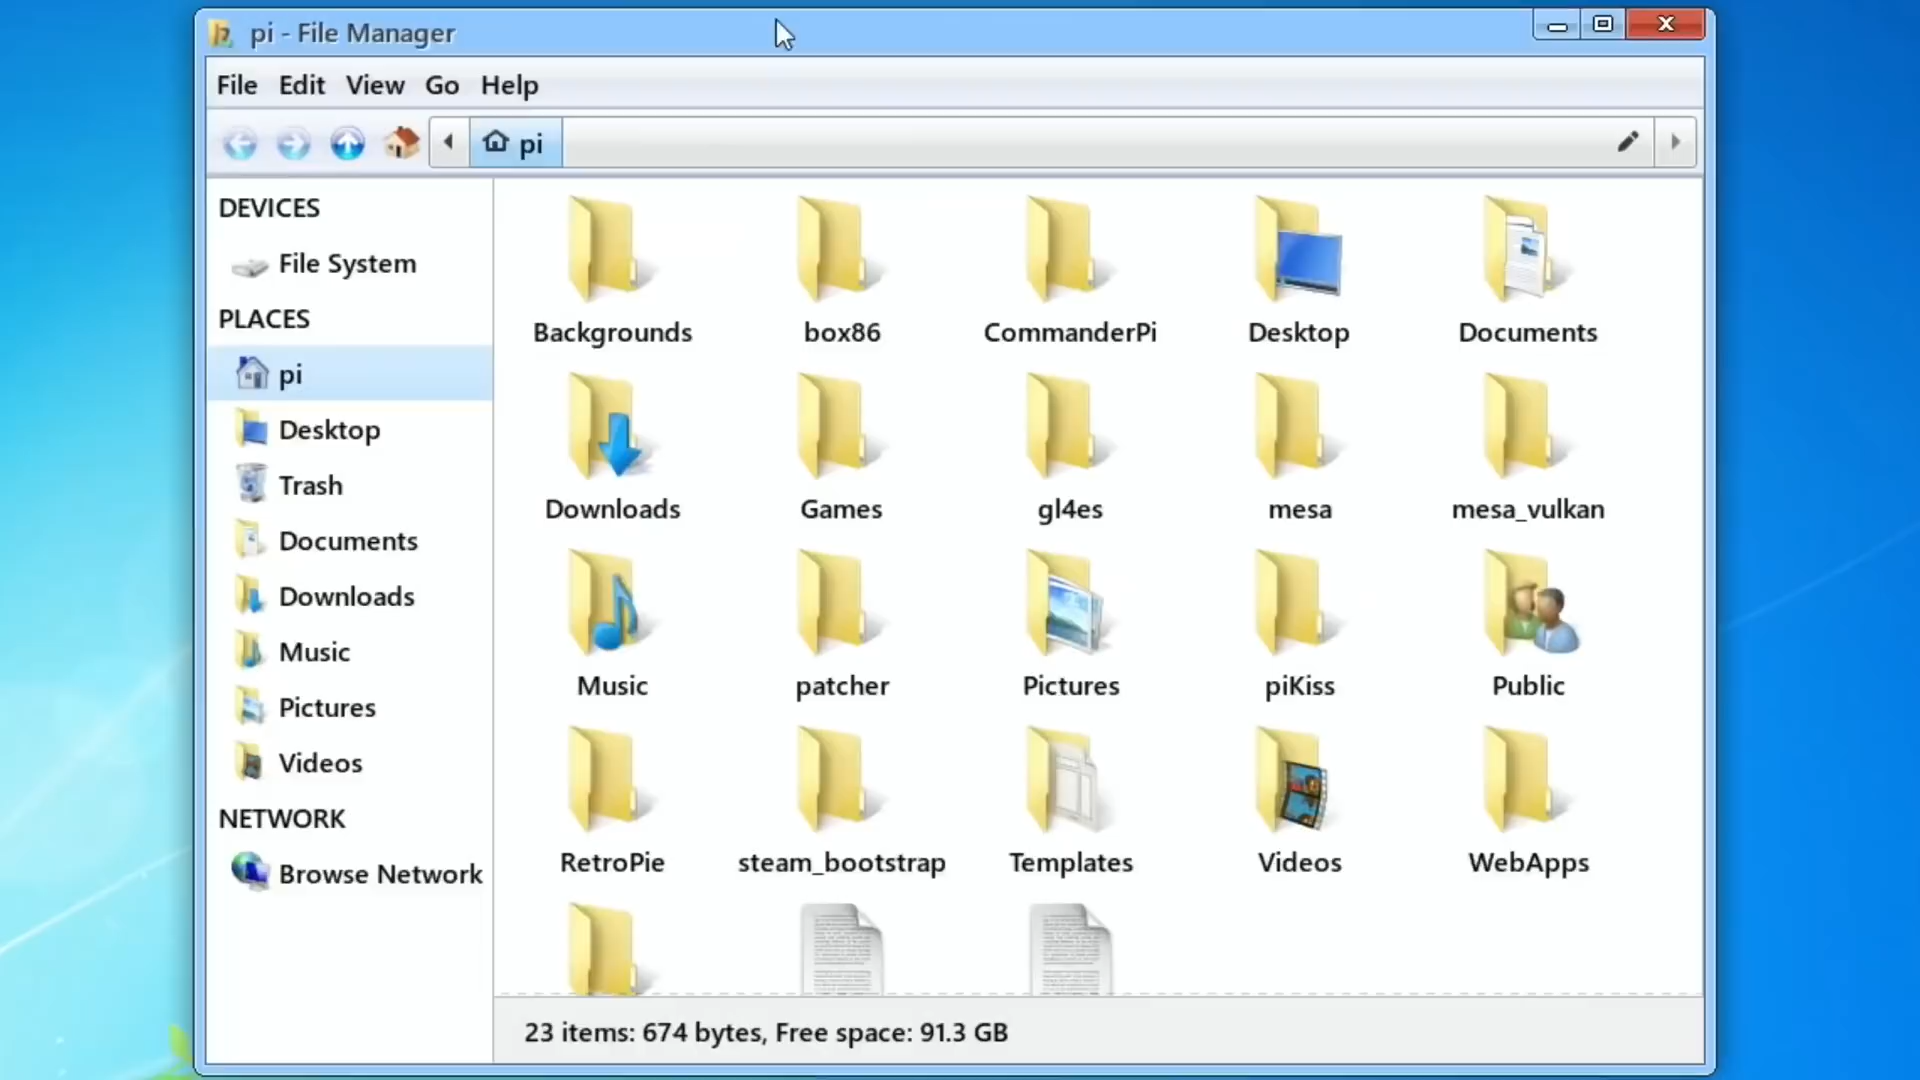 pi - File Manager
File Edit View Go Help
pi
DEVICES
File System
PLACES
pi
Desktop
Trash
Documents
Downloads
Music
Pictures
Videos
NETWORK
Browse Network
Backgrounds box86 CommanderPi Desktop Documents
Downloads Games gl4es mesa mesa_vulkan
Music patcher Pictures piKiss Public
RetroPie steam_bootstrap Templates Videos WebApps
23 items: 674 bytes, Free space: 91.3 GB